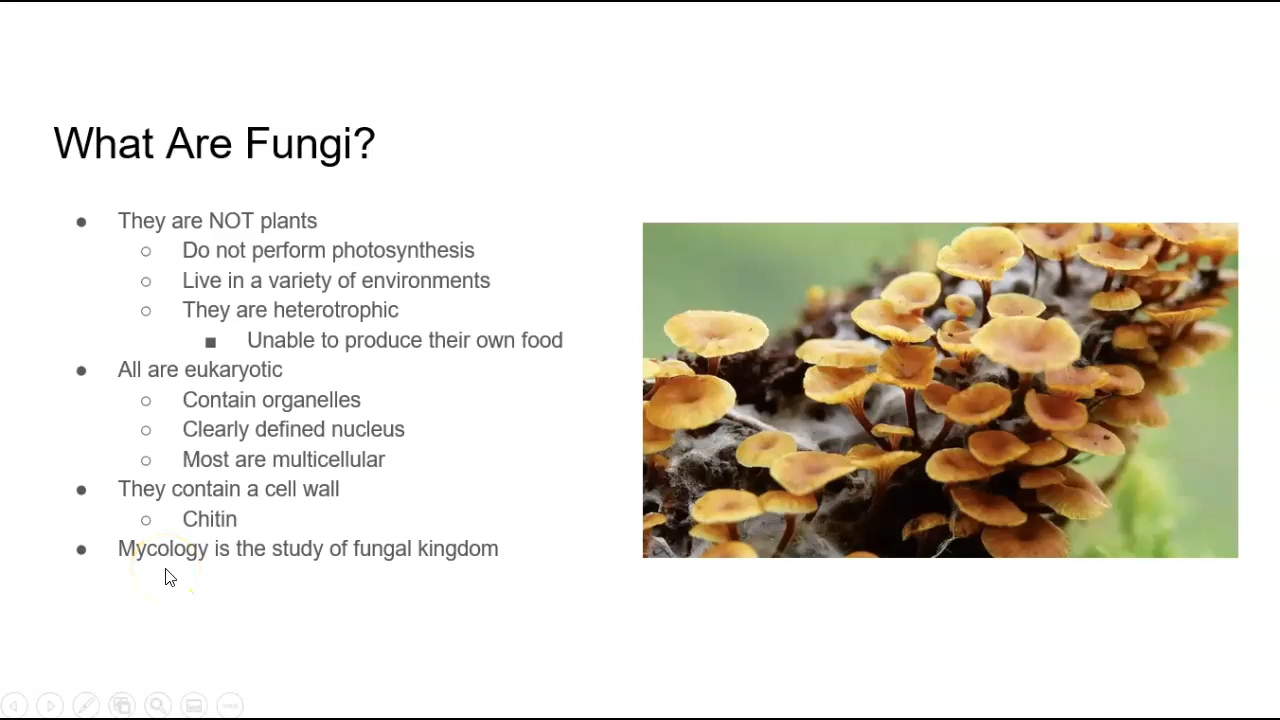 What Are Fungi?
● They are NOT plants
○ Do not perform photosynthesis
○ Live in a variety of environments
○ They are heterotrophic
■ Unable to produce their own food
● All are eukaryotic
○ Contain organelles
○ Clearly defined nucleus
○ Most are multicellular
● They contain a cell wall
○ Chitin
● Mycology is the study of fungal kingdom